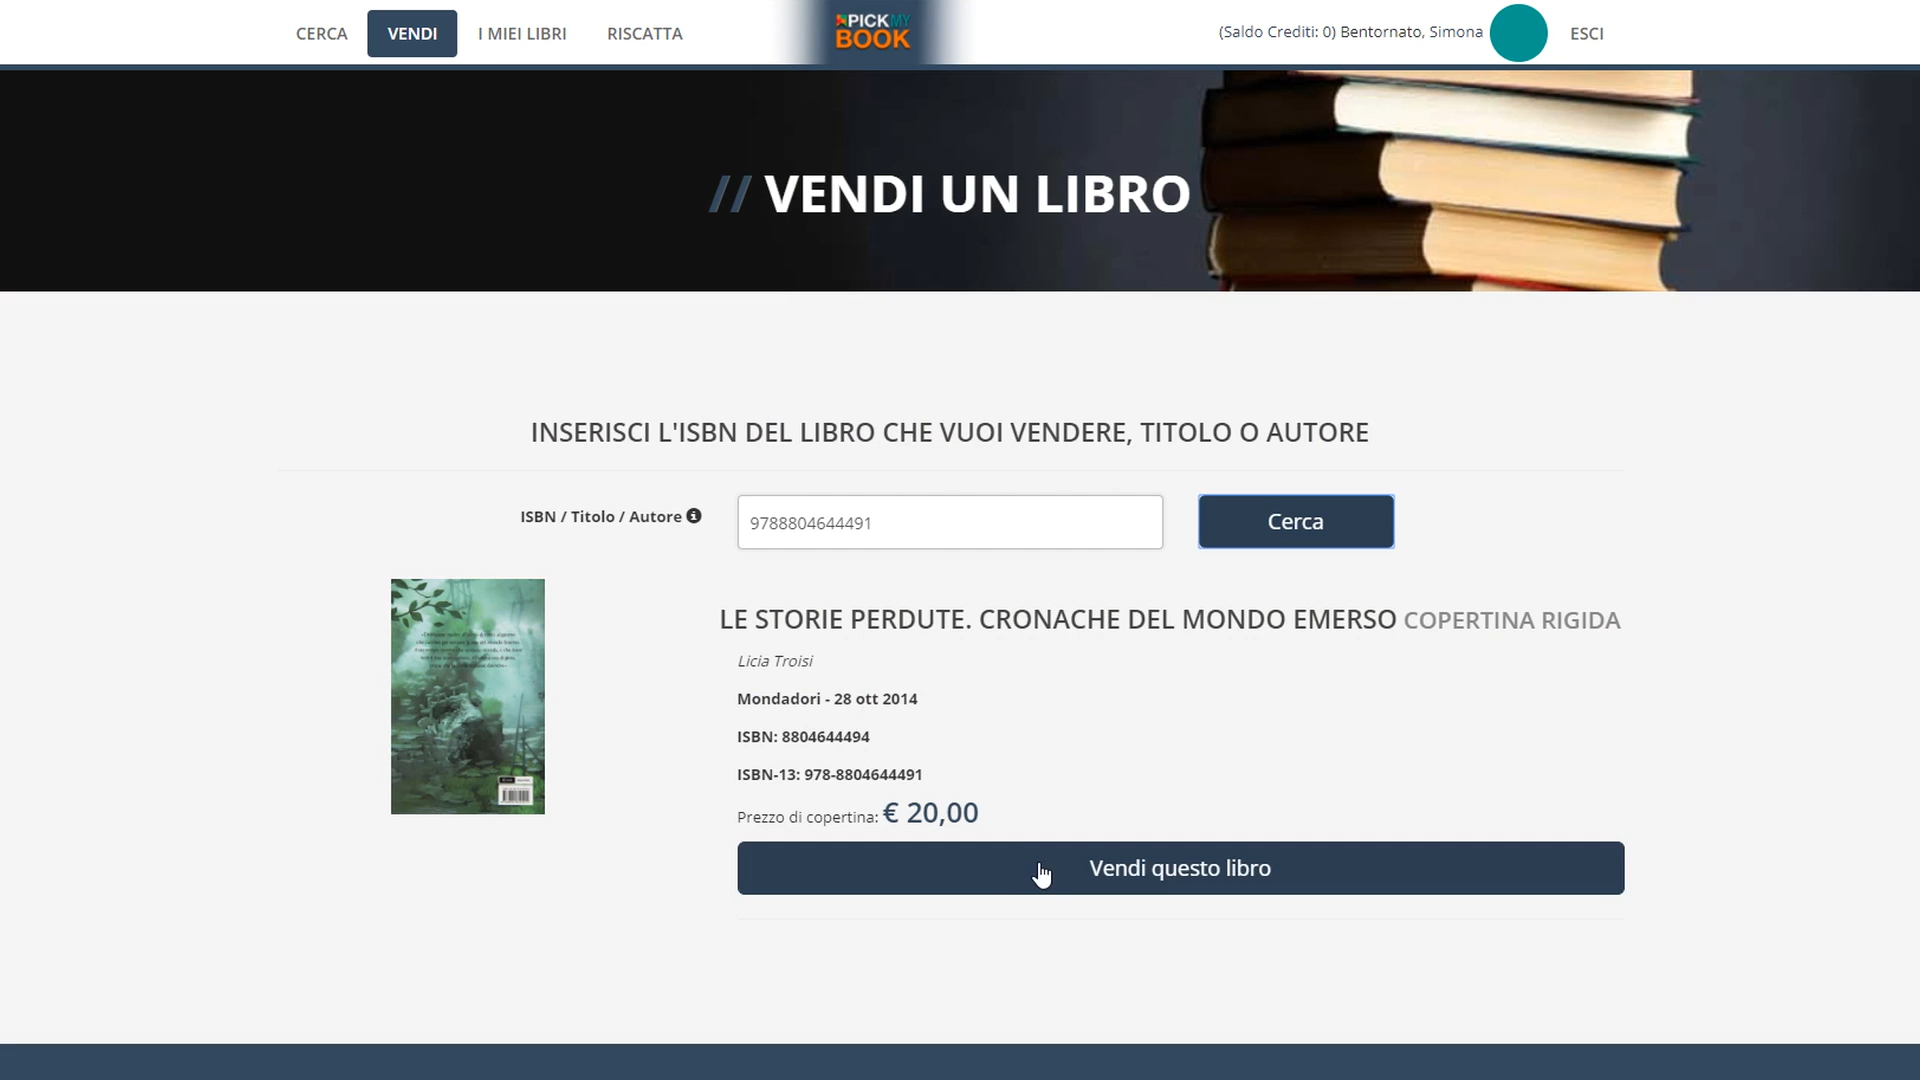 CERCA VENDI I MIEI LIBRI RISCATTA PICKMY BOOK (Saldo Crediti: 0) Bentornato, Simona ESCI
// VENDI UN LIBRO
INSERISCI L'ISBN DEL LIBRO CHE VUOI VENDERE, TITOLO O AUTORE
ISBN / Titolo / Autore 9788804644491 Cerca
LE STORIE PERDUTE. CRONACHE DEL MONDO EMERSO COPERTINA RIGIDA
Licia Troisi
Mondadori - 28 ott 2014
ISBN: 8804644494
ISBN-13: 978-8804644491
Prezzo di copertina: € 20,00
Vendi questo libro